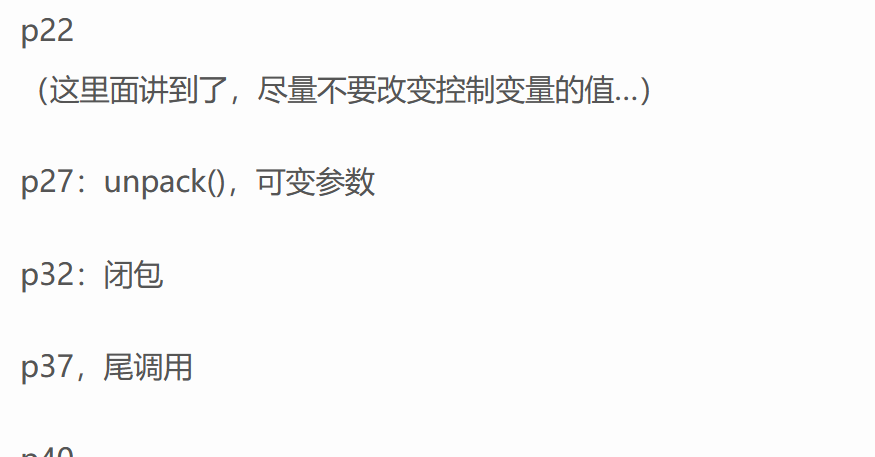 p22
（这里面讲到了，尽量不要改变控制变量的值...）
p27：unpack()，可变参数
p32：闭包
p37，尾调用
p40